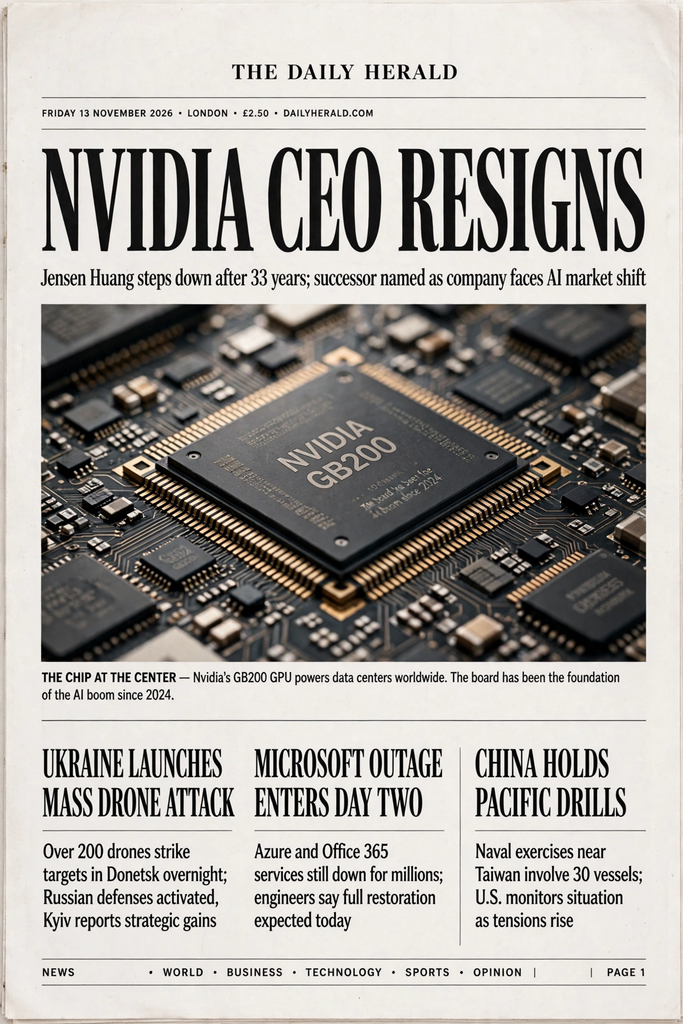 THE DAILY HERALD
FRIDAY 13 NOVEMBER 2026 • LONDON • £2.50 • DAILYHERALD.COM
NVIDIA CEO RESIGNS
Jensen Huang steps down after 33 years; successor named as company faces AI market shift
NVIDIA
GB200
since 2024
THE CHIP AT THE CENTER — Nvidia's GB200 GPU powers data centers worldwide. The board has been the foundation
of the AI boom since 2024.
UKRAINE LAUNCHES
MASS DRONE ATTACK
Over 200 drones strike
targets in Donetsk overnight;
Russian defenses activated,
Kyiv reports strategic gains
MICROSOFT OUTAGE
ENTERS DAY TWO
Azure and Office 365
services still down for millions;
engineers say full restoration
expected today
CHINA HOLDS
PACIFIC DRILLS
Naval exercises near
Taiwan involve 30 vessels;
U.S. monitors situation
as tensions rise
NEWS • WORLD • BUSINESS • TECHNOLOGY • SPORTS • OPINION | | PAGE 1